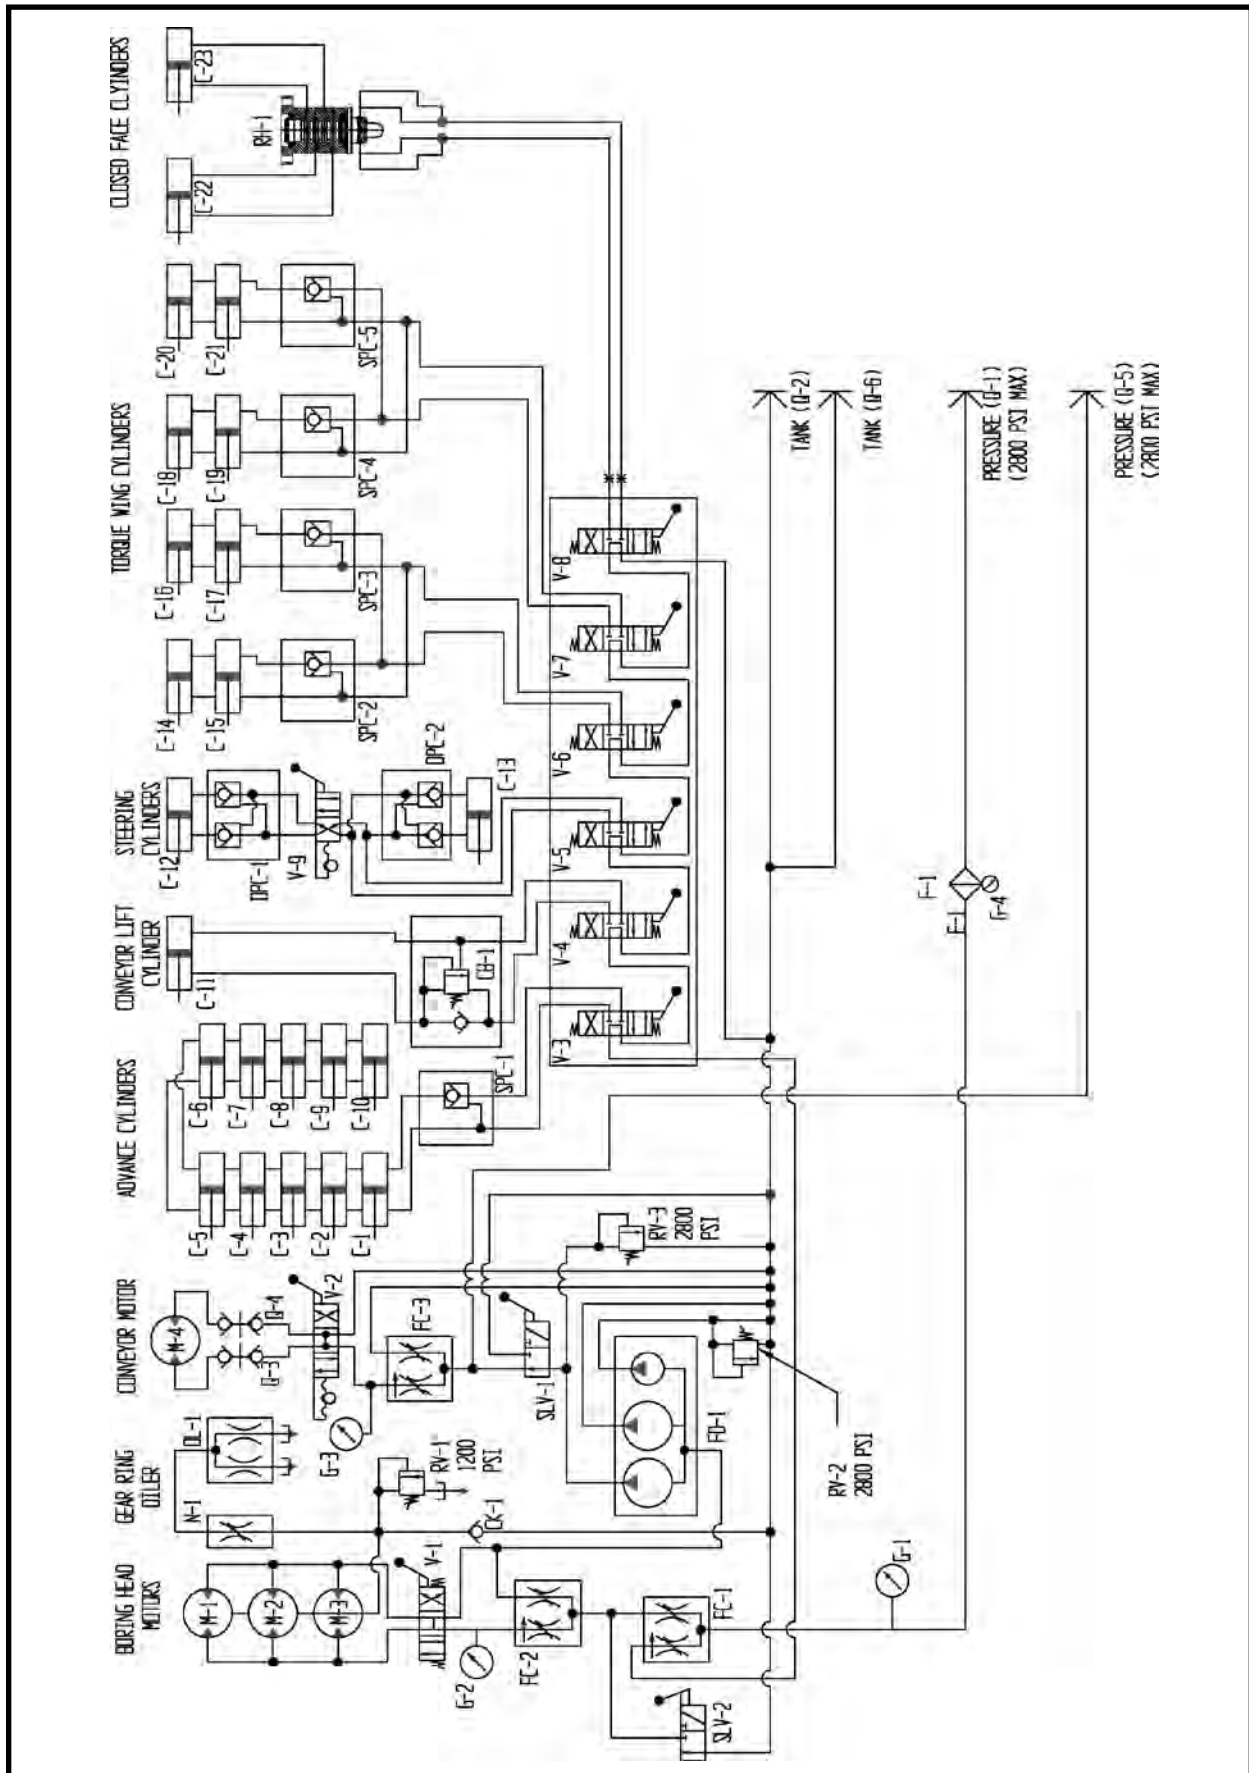 BORING HEAD
MOTORS
GEAR RING
OILER
CONVEYOR MOTOR
ADVANCE CYLINDERS
CONVEYOR LIFT
CYLINDER
STEERING
CYLINDERS
TORQUE WING CYLINDERS
CLOSED FACE CLYINDERS
M-1
M-2
M-3
N-1
OL-1
M-4
Q-3
Q-4
V-2
G-3
C-5
C-4
C-3
C-2
C-1
C-6
C-7
C-8
C-9
C-10
C-11
C-12
DPC-1
V-9
DPC-2
C-13
C-14
C-15
SPC-2
C-16
C-17
SPC-3
C-18
C-19
SPC-4
C-20
C-21
SPC-5
C-22
C-23
RH-1
V-1
RV-1
1200
PSI
CK-1
G-2
FC-2
FC-3
SLV-1
SPC-1
CB-1
V-3
V-4
V-5
V-6
V-7
V-8
RV-3
2800
PSI
FD-1
FC-1
SLV-2
RV-2
2800 PSI
G-1
F-1
F-1
G-4
TANK (Q-2)
TANK (Q-6)
PRESSURE (Q-1)
(2800 PSI MAX)
PRESSURE (Q-5)
(2800 PSI MAX)